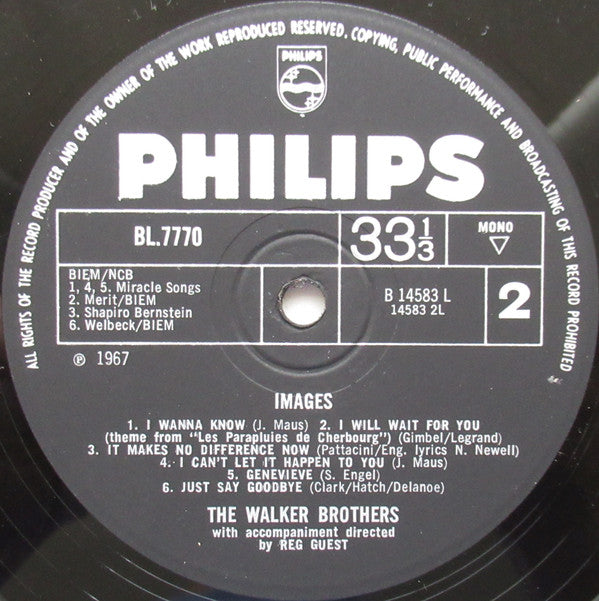 ALL RIGHTS OF THE RECORD PRODUCER AND OF THE OWNER OF THE WORK REPRODUCED RESERVED. COPYING, PUBLIC PERFORMANCE AND BROADCASTING OF THIS RECORD PROHIBITED
PHILIPS
PHILIPS
BL.7770
33⅓
MONO
BIEM/NCB
1, 4, 5. Miracle Songs
2. Merit/BIEM
3. Shapiro Bernstein
6. Welbeck/BIEM
B 14583 L
14583 2L
2
℗ 1967
IMAGES
1. I WANNA KNOW (J. Maus) 2. I WILL WAIT FOR YOU
(theme from "Les Parapluies de Cherbourg") (Gimbel/Legrand)
3. IT MAKES NO DIFFERENCE NOW (Pattacini/Eng. lyrics N. Newell)
4. I CAN'T LET IT HAPPEN TO YOU (J. Maus)
5. GENEVIEVE (S. Engel)
6. JUST SAY GOODBYE (Clark/Hatch/Delanoe)
THE WALKER BROTHERS
with accompaniment directed
by REG GUEST